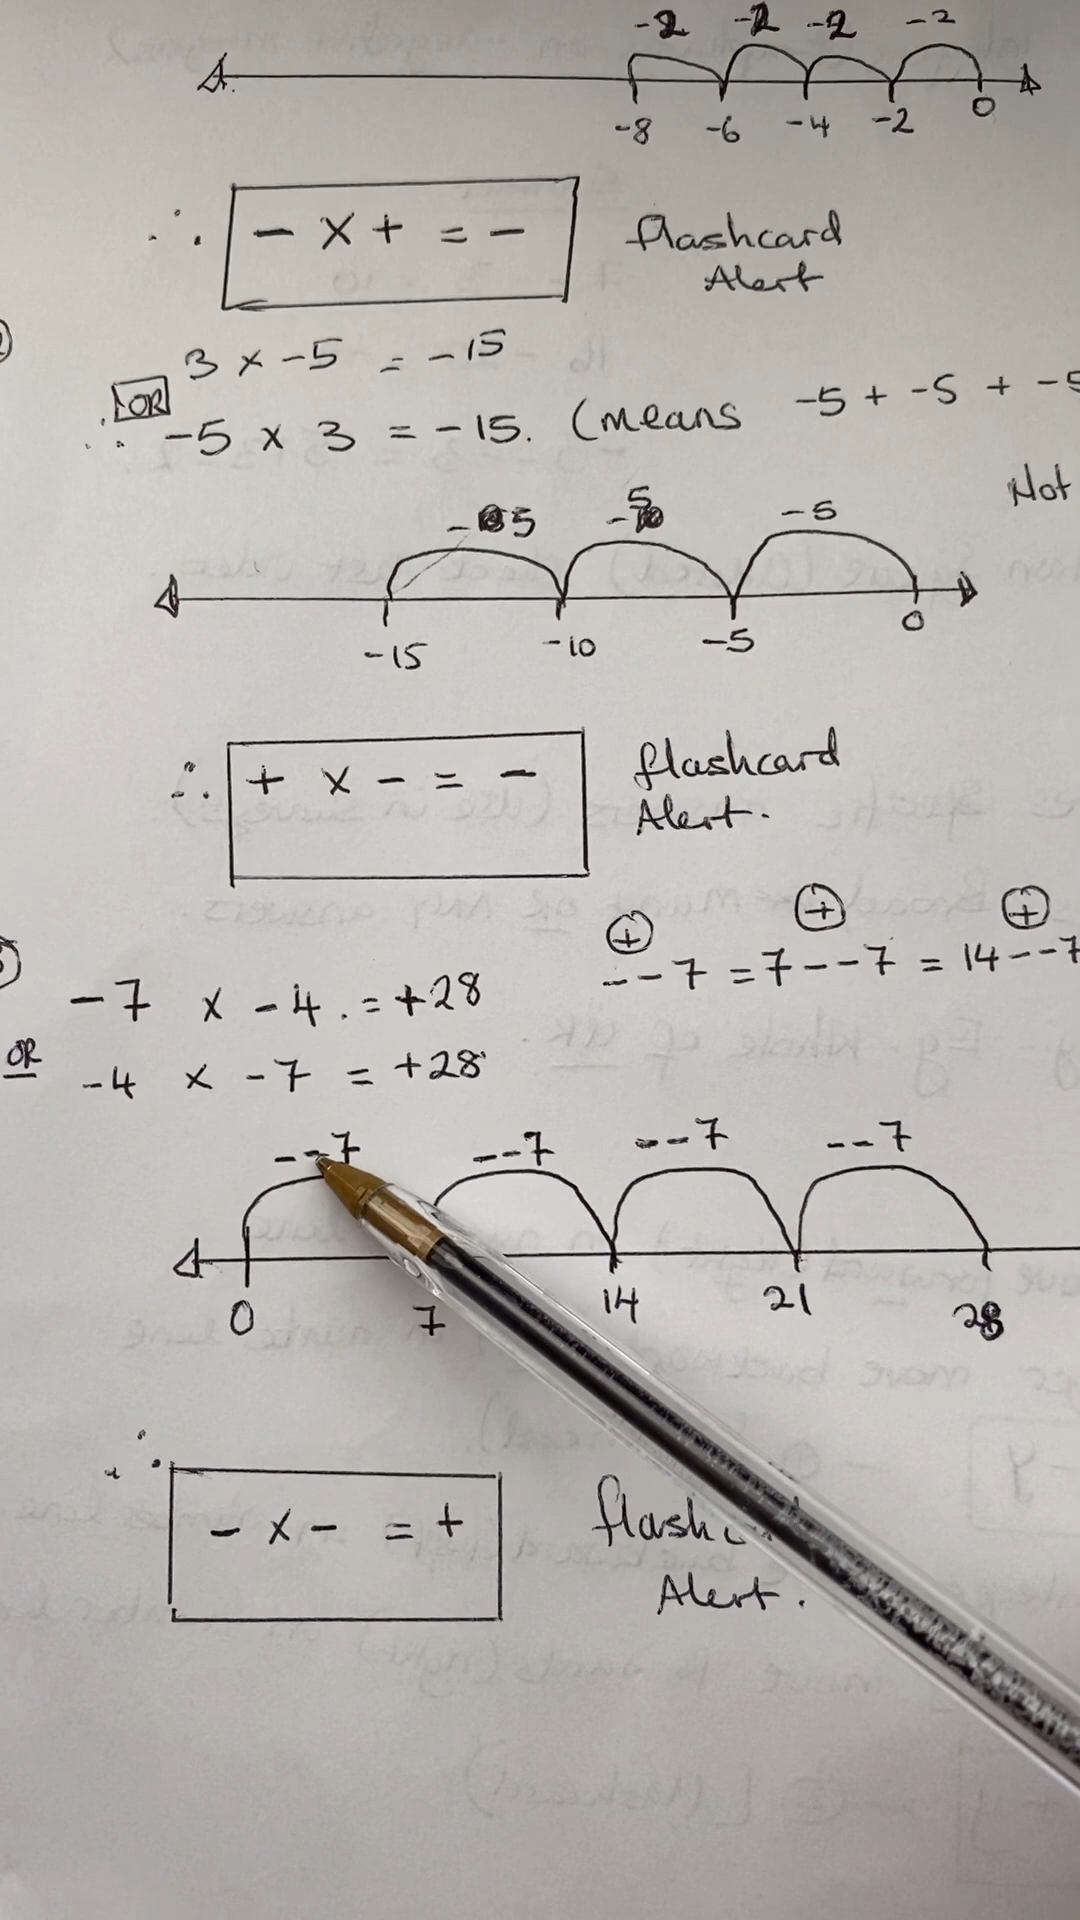 -2 -2 -2 -2
-8 -6 -4 -2 0
∴ - × + = - flashcard
Alert
3 × -5 = -15
OR
∴ -5 × 3 = -15. (means -5 + -5 + -5
Not
-5 -5 -5
-15 -10 -5 0
∴ + × - = - flashcard
Alert.
+ + +
--7 = 7--7 = 14--7
-7 × -4 . = +28
OR
-4 × -7 = +28
--7 --7 --7 --7
0 7 14 21 28
∴ - × - = +
Alert.